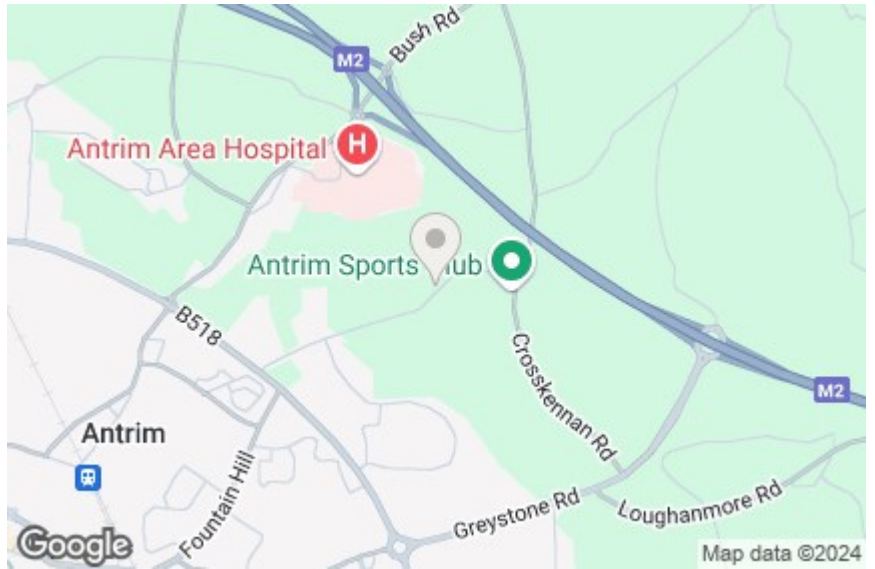 Bush Rd
M2
Antrim Area Hospital
H
Antrim Sports
B518
Crosskennan Rd
M2
Antrim
Fountain Hill
Greystone Rd
Loughanmore Rd
Google
Map data ©2024